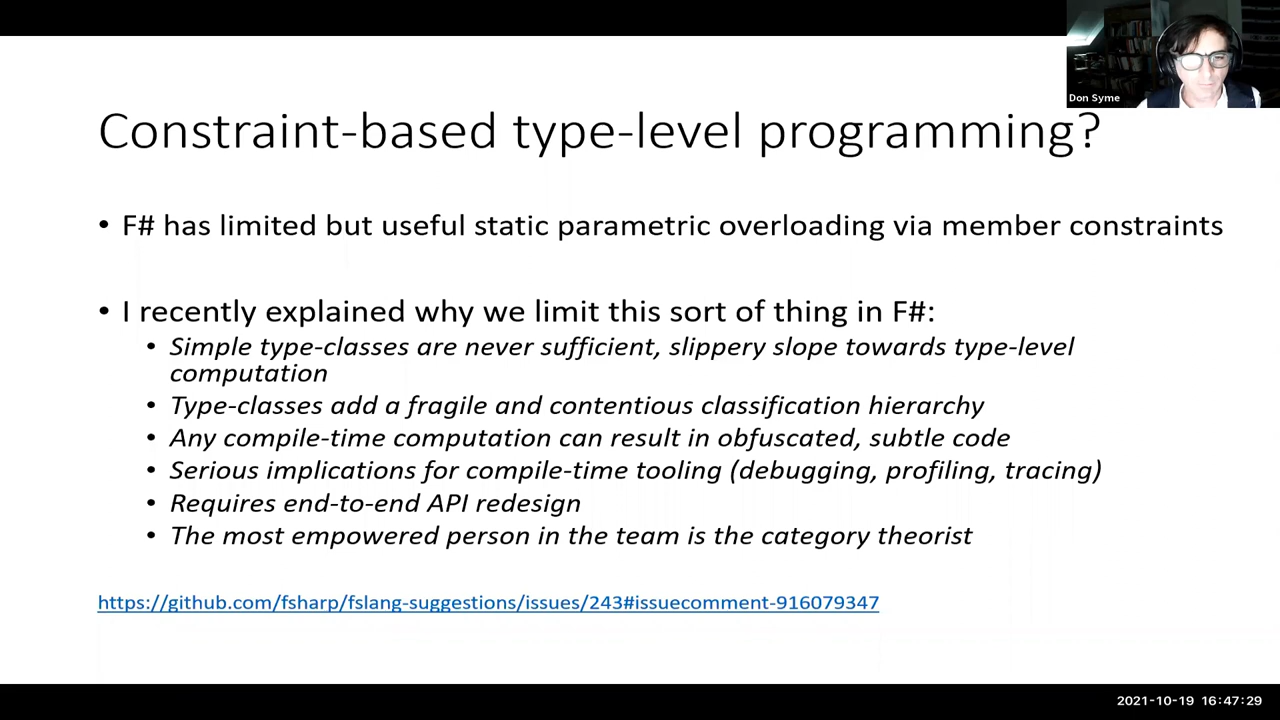 Don Syme
Constraint-based type-level programming?
• F# has limited but useful static parametric overloading via member constraints
• I recently explained why we limit this sort of thing in F#:
• Simple type-classes are never sufficient, slippery slope towards type-level
computation
• Type-classes add a fragile and contentious classification hierarchy
• Any compile-time computation can result in obfuscated, subtle code
• Serious implications for compile-time tooling (debugging, profiling, tracing)
• Requires end-to-end API redesign
• The most empowered person in the team is the category theorist
https://github.com/fsharp/fslang-suggestions/issues/243#issuecomment-916079347
2021-10-19 16:47:29